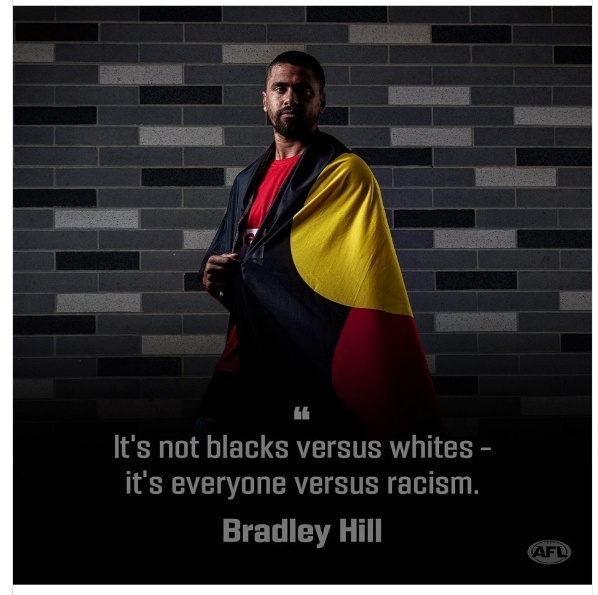 ❝
It's not blacks versus whites -
it's everyone versus racism.
Bradley Hill
AFL